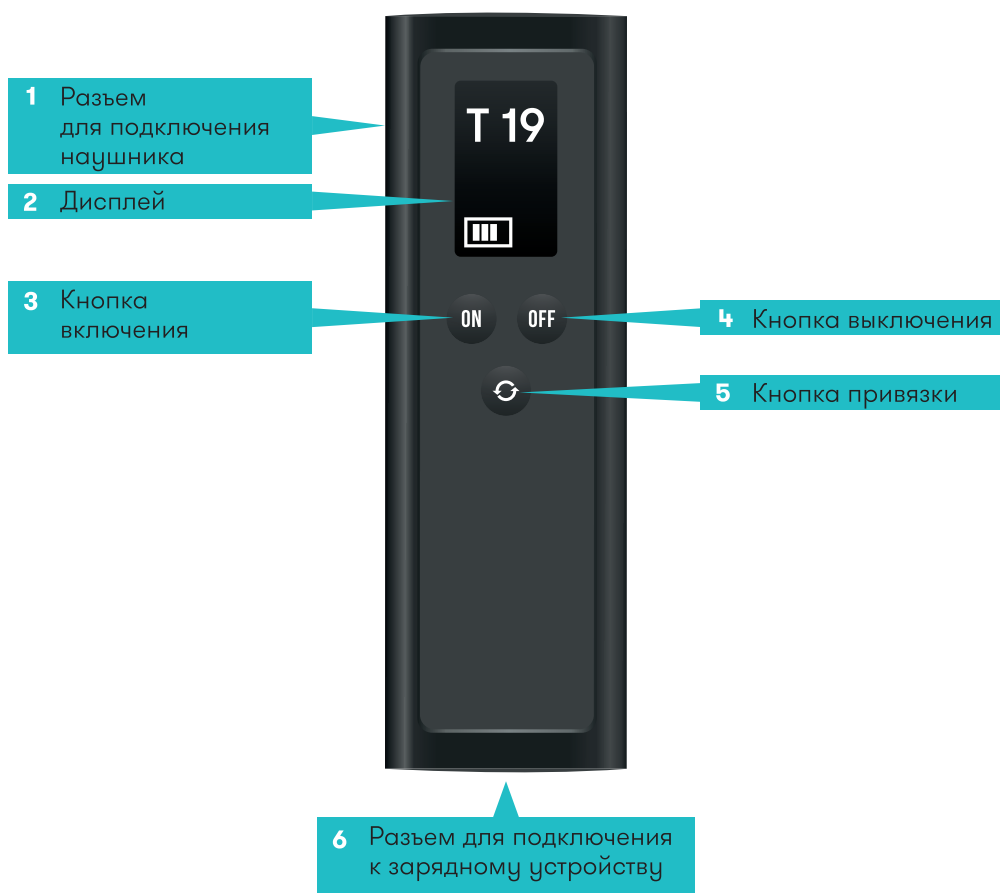 1 Разъем
для подключения
наушника
2 Дисплей
3 Кнопка
включения
T 19
ON OFF
4 Кнопка выключения
5 Кнопка привязки
6 Разъем для подключения
к зарядному устройству